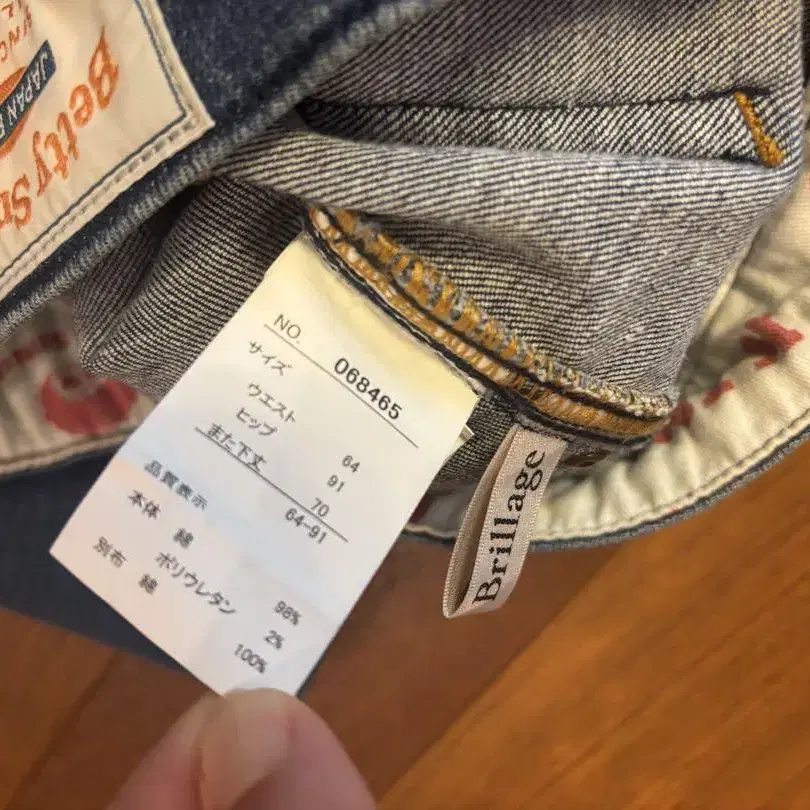 Betty S
JAPAN
NO. 068465
サイズ
ウエスト 64
ヒップ 91
また下丈 70
64-91
品質表示
本体 綿 98%
ポリウレタン 2%
別布 綿 100%
Brillage